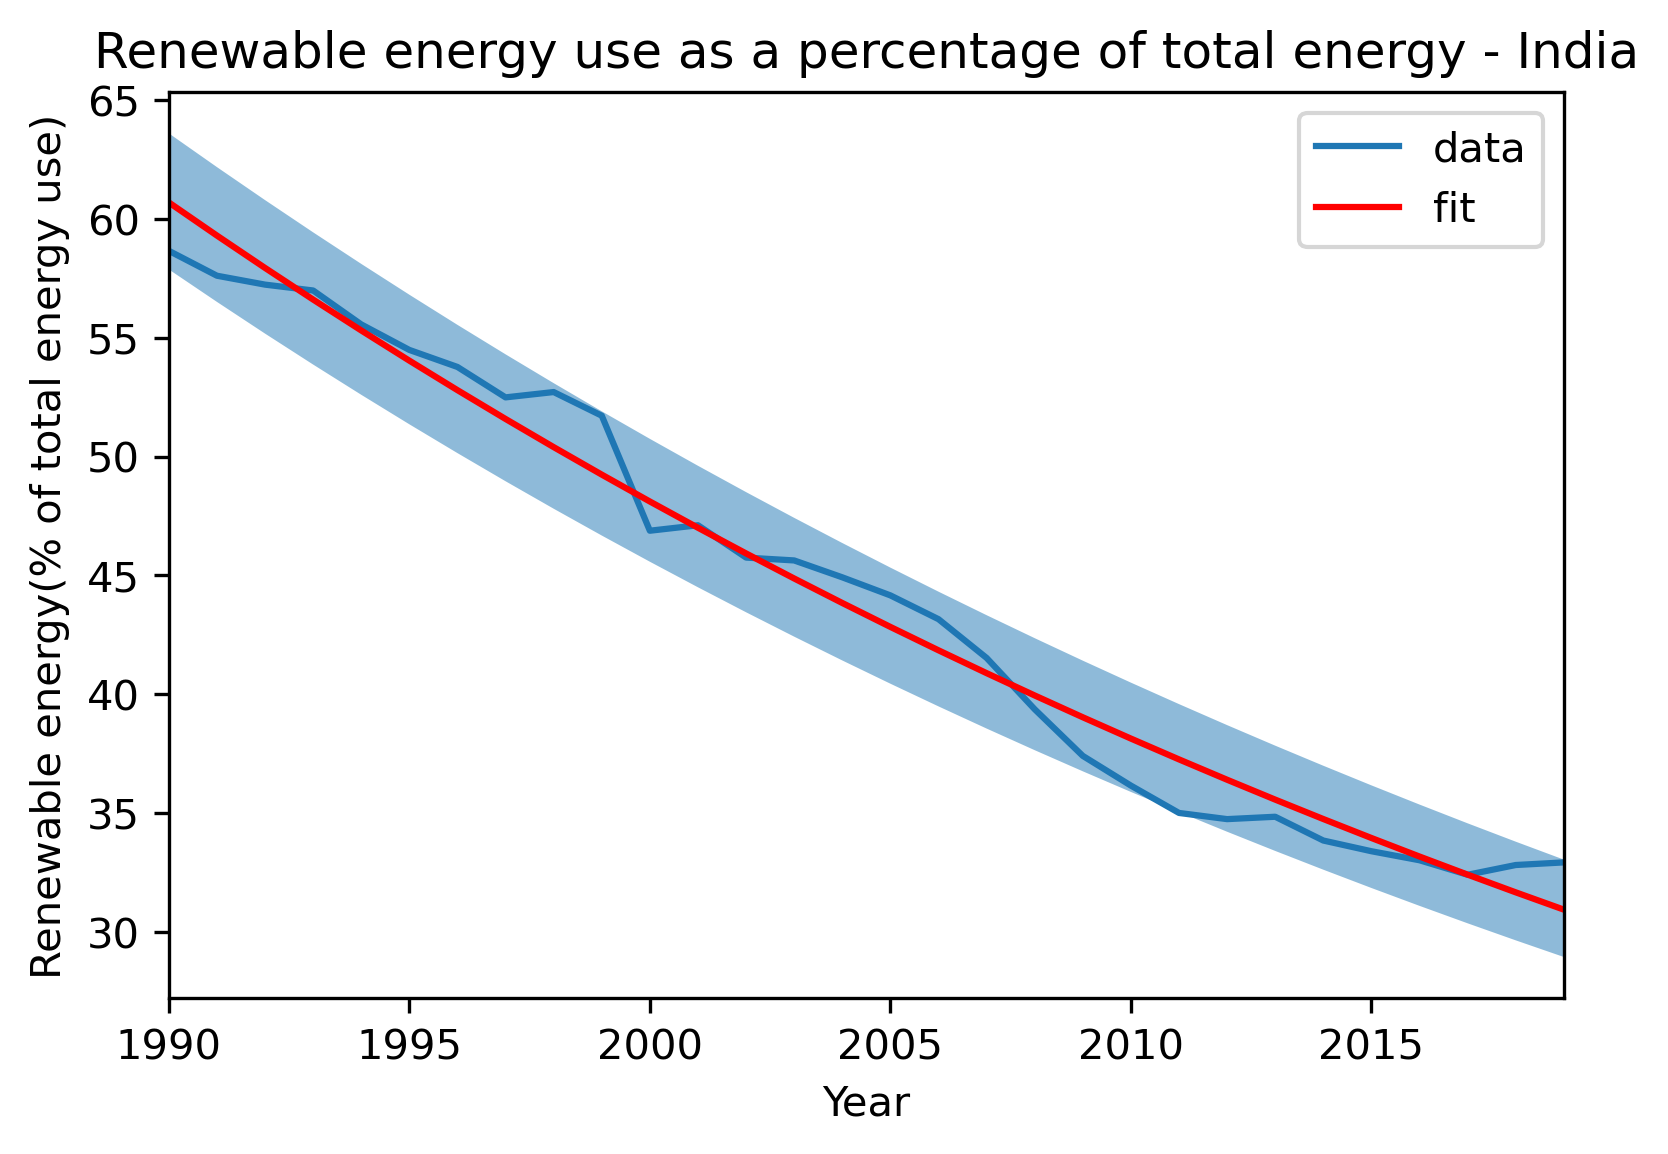 Renewable energy use as a percentage of total energy - India
Renewable energy(% of total energy use)
65
60
55
50
45
40
35
30
data
fit
1990 1995 2000 2005 2010 2015
Year